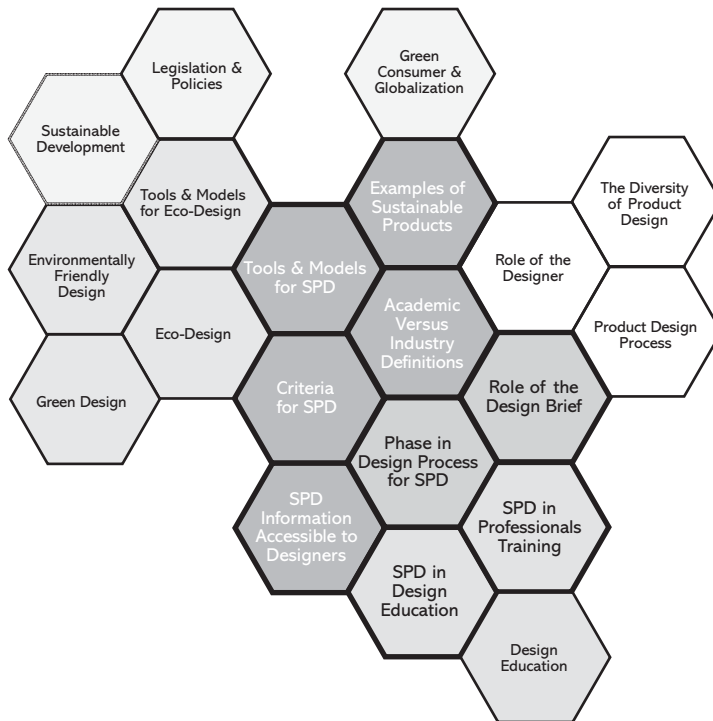 Legislation &
Policies
Green
Consumer &
Globalization
Sustainable
Development
Tools & Models
for Eco-Design
Examples of
Sustainable
Products
The Diversity
of Product
Design
Environmentally
Friendly
Design
Tools & Models
for SPD
Role of the
Designer
Eco-Design
Academic
Versus
Industry
Definitions
Product Design
Process
Green Design
Criteria
for SPD
Role of the
Design Brief
Phase in
Design Process
for SPD
SPD
Information
Accessible to
Designers
SPD in
Professionals
Training
SPD in
Design
Education
Design
Education